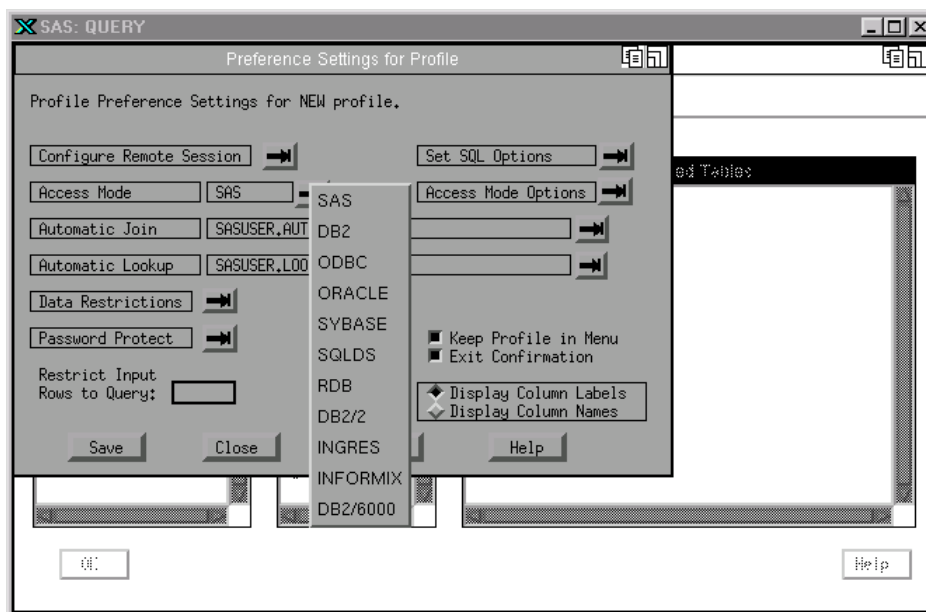 SAS: QUERY
Preference Settings for Profile
Profile Preference Settings for NEW profile.
Configure Remote Session
Set SQL Options
ed Tables
Access Mode
SAS
Access Mode Options
Automatic Join
SASUSER.AUT
Automatic Lookup
SASUSER.LOO
Data Restrictions
Password Protect
Keep Profile in Menu
Exit Confirmation
Restrict Input
Rows to Query:
Display Column Labels
Display Column Names
Save
Close
Help
SAS
DB2
ODBC
ORACLE
SYBASE
SQLDS
RDB
DB2/2
INGRES
INFORMIX
DB2/6000
OK
Help